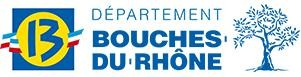 13
DÉPARTEMENT
BOUCHES-
DU-RHÔNE